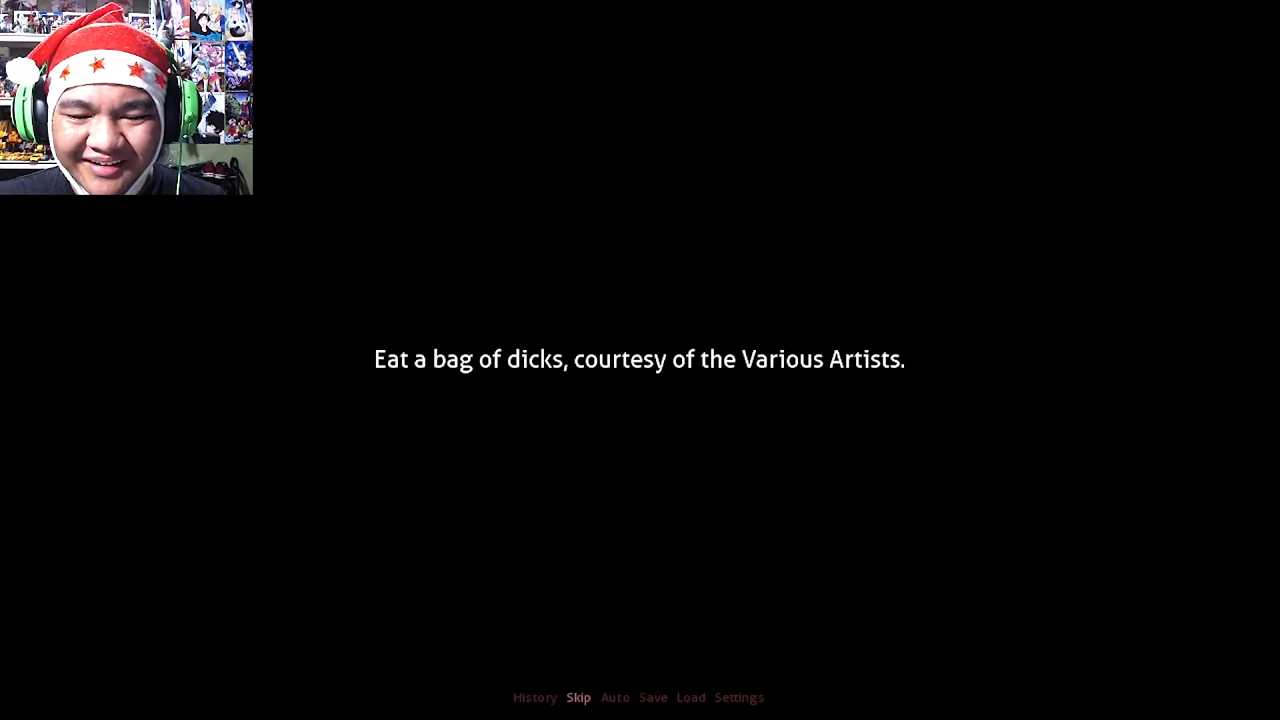 Eat a bag of dicks, courtesy of the Various Artists.
History Skip Auto Save Load Settings